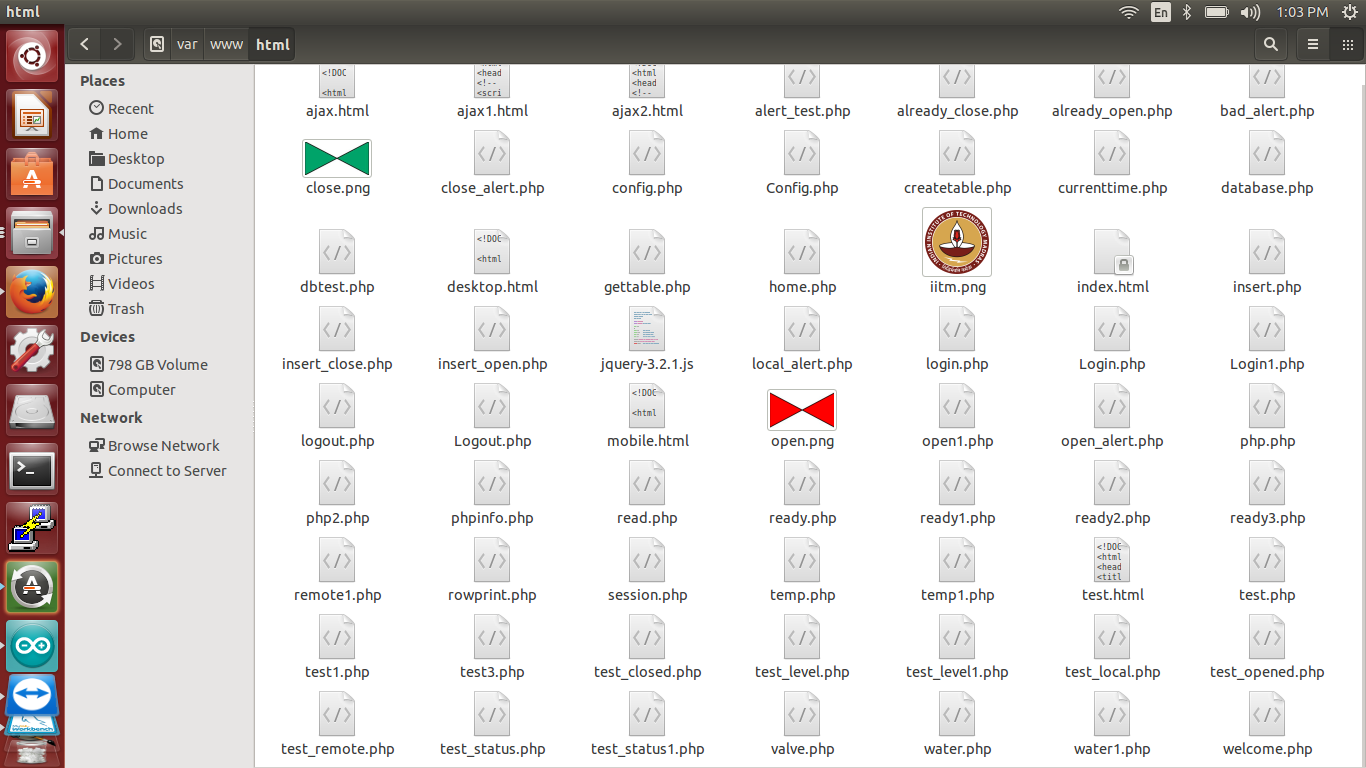 html
En
1:03 PM
var
www
html
Places
Recent
Home
Desktop
Documents
Downloads
Music
Pictures
Videos
Trash
Devices
798 GB Volume
Computer
Network
Browse Network
Connect to Server
<!DOC
<html
<head
<!--
<scri
<html
<head
<!--
ajax.html
ajax1.html
ajax2.html
alert_test.php
already_close.php
already_open.php
bad_alert.php
close.png
close_alert.php
config.php
Config.php
createtable.php
currenttime.php
database.php
<!DOC
<html
INDIAN INSTITUTE OF TECHNOLOGY MADRAS
dbtest.php
desktop.html
gettable.php
home.php
iitm.png
index.html
insert.php
insert_close.php
insert_open.php
jquery-3.2.1.js
local_alert.php
login.php
Login.php
Login1.php
<!DOC
<html
logout.php
Logout.php
mobile.html
open.png
open1.php
open_alert.php
php.php
php2.php
phpinfo.php
read.php
ready.php
ready1.php
ready2.php
ready3.php
<!DOC
<html
<head
<titl
remote1.php
rowprint.php
session.php
temp.php
temp1.php
test.html
test.php
test1.php
test3.php
test_closed.php
test_level.php
test_level1.php
test_local.php
test_opened.php
test_remote.php
test_status.php
test_status1.php
valve.php
water.php
water1.php
welcome.php
Workbench